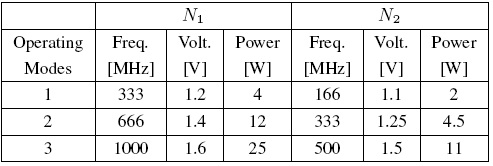 N1 N2
Operating Freq. Volt. Power Freq. Volt. Power
Modes [MHz] [V] [W] [MHz] [V] [W]
1 333 1.2 4 166 1.1 2
2 666 1.4 12 333 1.25 4.5
3 1000 1.6 25 500 1.5 11